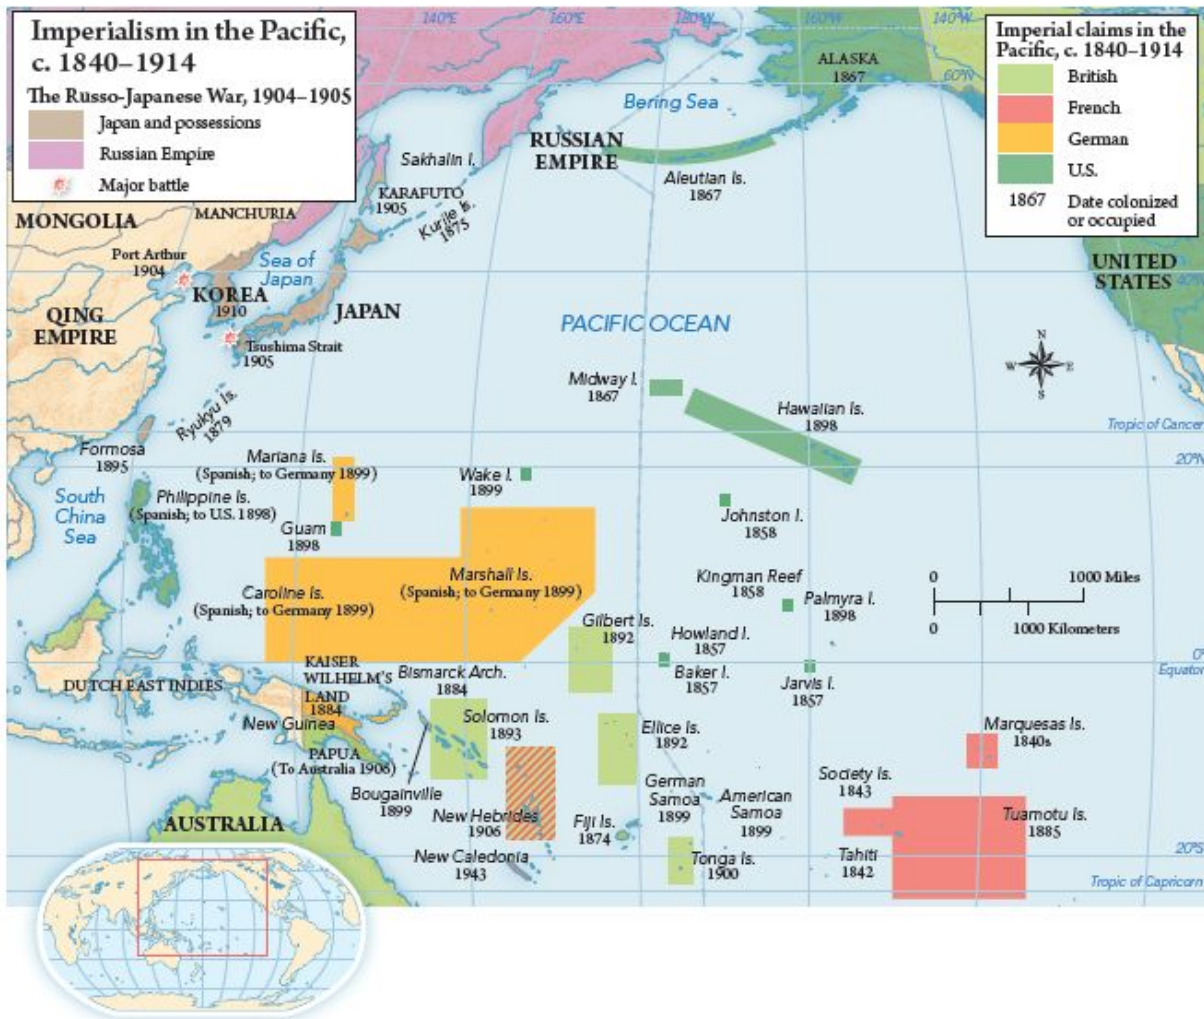 Imperialism in the Pacific,
c. 1840–1914
The Russo-Japanese War, 1904–1905
Japan and possessions
Russian Empire
Major battle
140°E
160°E
180°W
160°W
140°W
Imperial claims in the
Pacific, c. 1840–1914
British
French
German
U.S.
1867 Date colonized
or occupied
ALASKA
1867
60°N
Bering Sea
RUSSIAN
EMPIRE
Sakhalin I.
Aleutian Is.
1867
KARAFUTO
1905
Kurile Is.
1875
MONGOLIA
MANCHURIA
Port Arthur
1904
Sea of
Japan
KOREA
1910
JAPAN
UNITED
STATES
40°N
QING
EMPIRE
Tsushima Strait
1905
PACIFIC OCEAN
N
W
E
S
Midway I.
1867
Hawaiian Is.
1898
Ryukyu Is.
1879
Tropic of Cancer
Formosa
1895
Mariana Is.
(Spanish; to Germany 1899)
Wake I.
1899
20°N
South
China
Sea
Philippine Is.
(Spanish; to U.S. 1898)
Guam
1898
Johnston I.
1858
Caroline Is.
(Spanish; to Germany 1899)
Marshall Is.
(Spanish; to Germany 1899)
Kingman Reef
1858
Palmyra I.
1898
0
1000 Miles
0
1000 Kilometers
Gilbert Is.
1892
Howland I.
1857
Baker I.
1857
Jarvis I.
1857
0°
Equator
DUTCH EAST INDIES
KAISER
WILHELM'S
LAND
1884
Bismarck Arch.
1884
New Guinea
PAPUA
(To Australia 1906)
Solomon Is.
1893
Ellice Is.
1892
Marquesas Is.
1840s
Bougainville
1899
New Hebrides
1906
Fiji Is.
1874
German
Samoa
1899
American
Samoa
1899
Society Is.
1843
Tuamotu Is.
1885
AUSTRALIA
New Caledonia
1943
Tonga Is.
1900
Tahiti
1842
20°S
Tropic of Capricorn